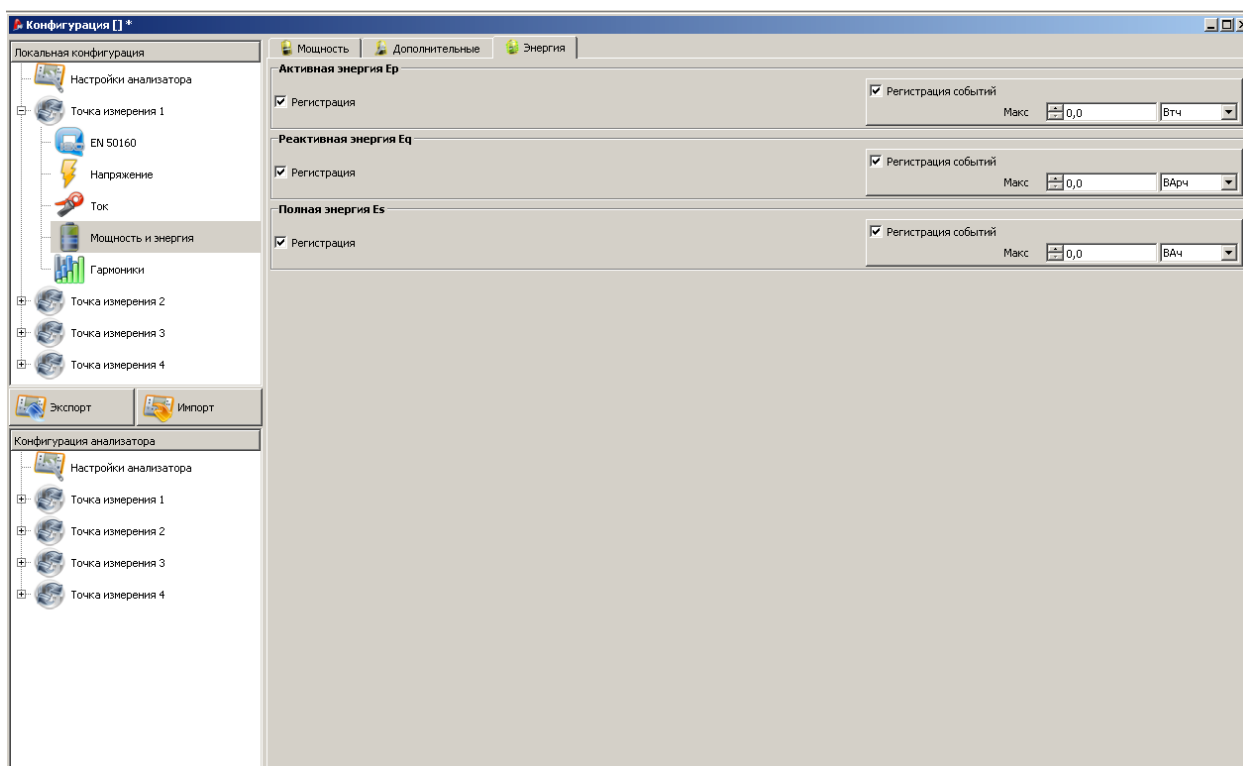 Конфигурация [] *
Локальная конфигурация
Настройки анализатора
Точка измерения 1
EN 50160
Напряжение
Ток
Мощность и энергия
Гармоники
Точка измерения 2
Точка измерения 3
Точка измерения 4
Экспорт Импорт
Конфигурация анализатора
Настройки анализатора
Точка измерения 1
Точка измерения 2
Точка измерения 3
Точка измерения 4
Мощность Дополнительные Энергия
Активная энергия Ep
Регистрация
Регистрация событий
Макс 0,0 Втч
Реактивная энергия Eq
Регистрация
Регистрация событий
Макс 0,0 ВАрч
Полная энергия Es
Регистрация
Регистрация событий
Макс 0,0 ВАч